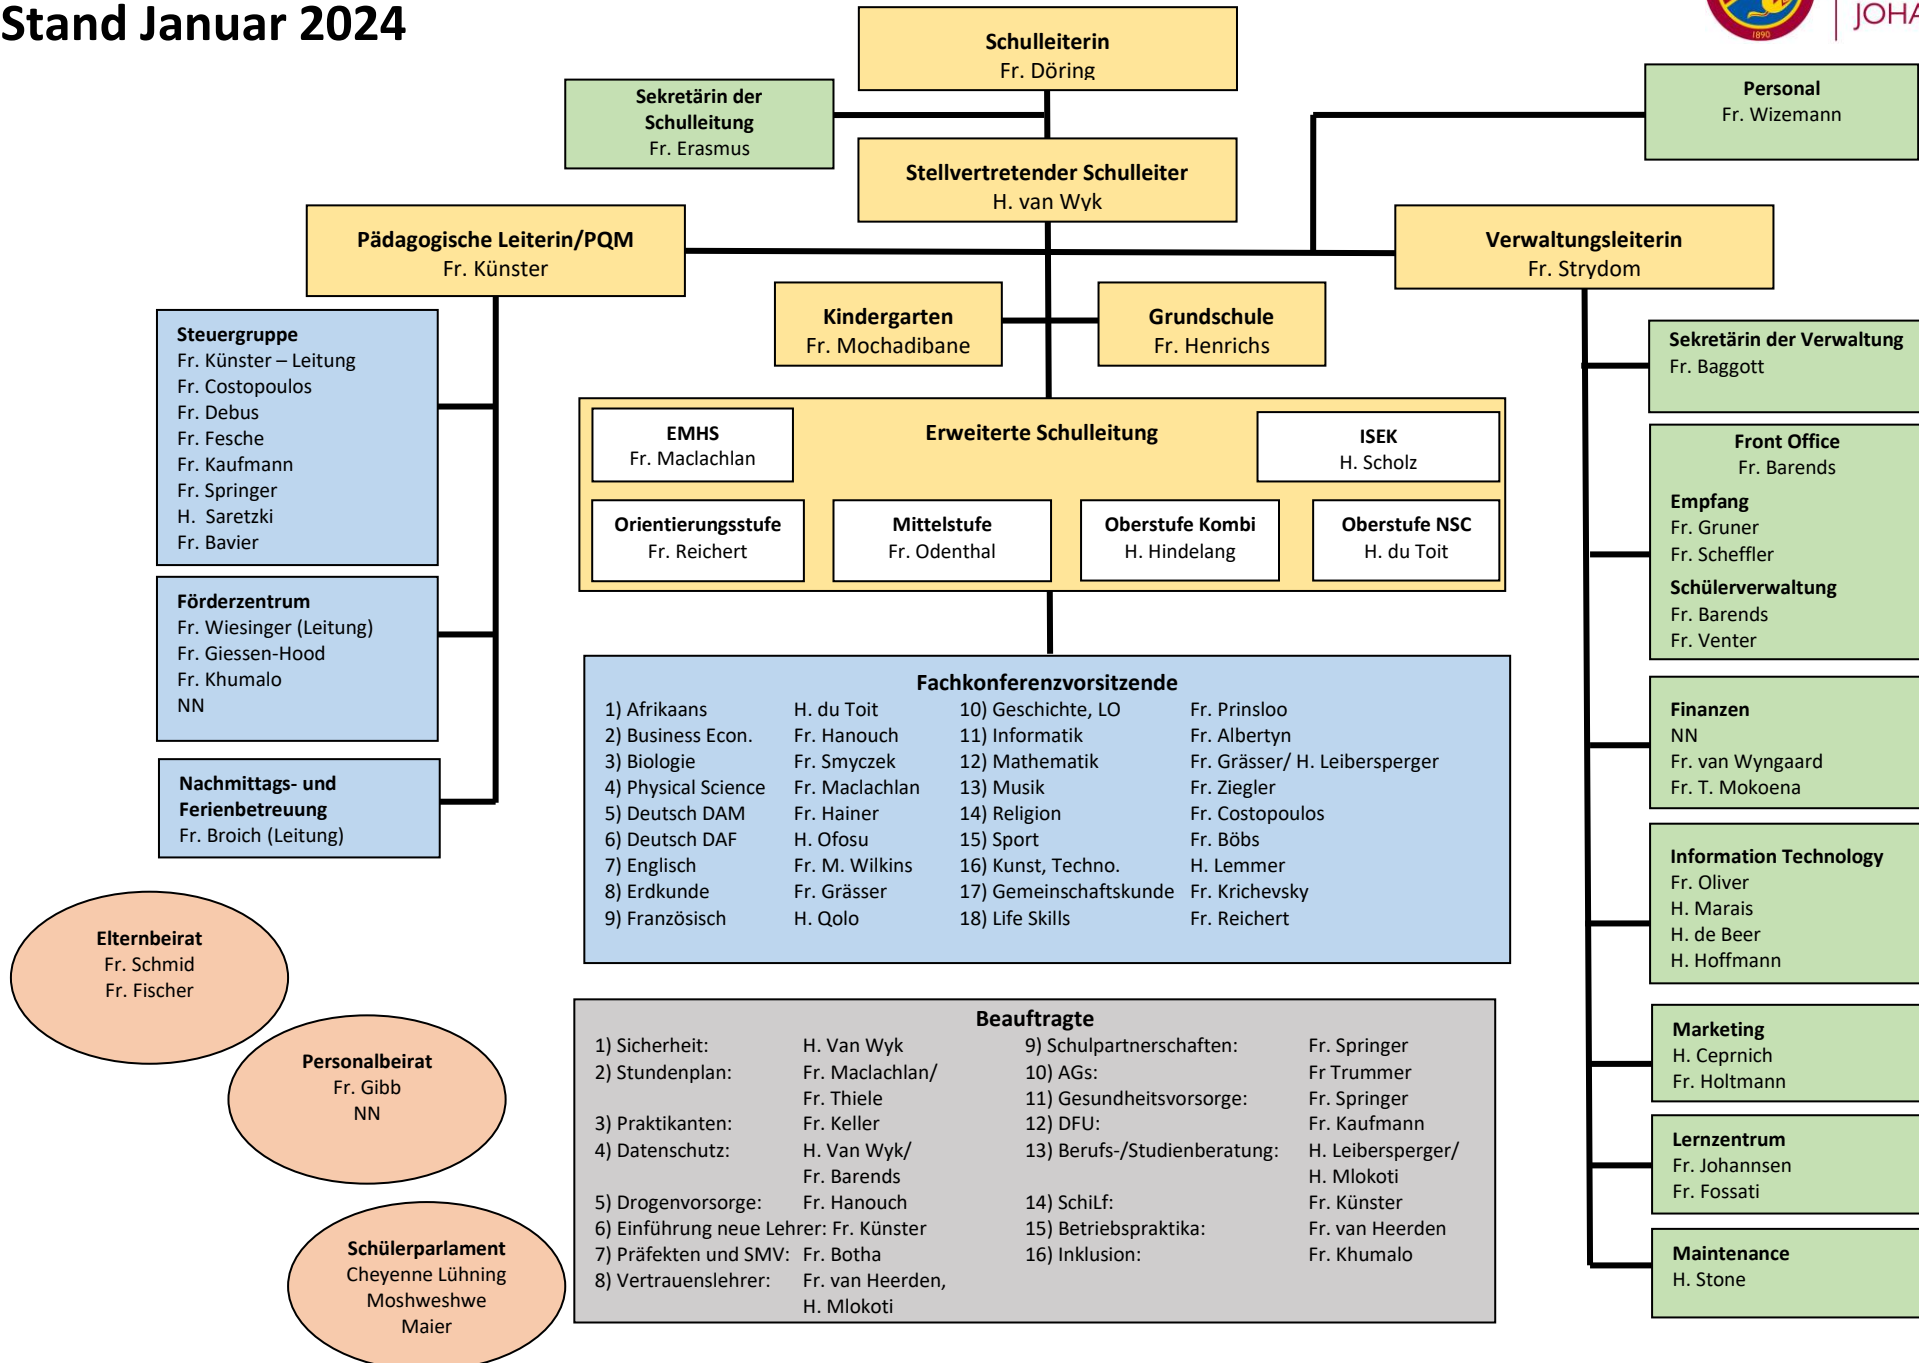 Stand Januar 2024
1890
JOHA
Schulleiterin
Fr. Döring
Sekretärin der
Schulleitung
Fr. Erasmus
Personal
Fr. Wizemann
Stellvertretender Schulleiter
H. van Wyk
Pädagogische Leiterin/PQM
Fr. Künster
Verwaltungsleiterin
Fr. Strydom
Kindergarten
Fr. Mochadibane
Grundschule
Fr. Henrichs
Steuergruppe
Fr. Künster – Leitung
Fr. Costopoulos
Fr. Debus
Fr. Fesche
Fr. Kaufmann
Fr. Springer
H. Saretzki
Fr. Bavier
Förderzentrum
Fr. Wiesinger (Leitung)
Fr. Giessen-Hood
Fr. Khumalo
NN
Nachmittags- und
Ferienbetreuung
Fr. Broich (Leitung)
Erweiterte Schulleitung
EMHS
Fr. Maclachlan
ISEK
H. Scholz
Orientierungsstufe
Fr. Reichert
Mittelstufe
Fr. Odenthal
Oberstufe Kombi
H. Hindelang
Oberstufe NSC
H. du Toit
Fachkonferenzvorsitzende
1) Afrikaans H. du Toit 10) Geschichte, LO Fr. Prinsloo
2) Business Econ. Fr. Hanouch 11) Informatik Fr. Albertyn
3) Biologie Fr. Smyczek 12) Mathematik Fr. Grässer/ H. Leibersperger
4) Physical Science Fr. Maclachlan 13) Musik Fr. Ziegler
5) Deutsch DAM Fr. Hainer 14) Religion Fr. Costopoulos
6) Deutsch DAF H. Ofosu 15) Sport Fr. Böbs
7) Englisch Fr. M. Wilkins 16) Kunst, Techno. H. Lemmer
8) Erdkunde Fr. Grässer 17) Gemeinschaftskunde Fr. Krichevsky
9) Französisch H. Qolo 18) Life Skills Fr. Reichert
Beauftragte
1) Sicherheit: H. Van Wyk 9) Schulpartnerschaften: Fr. Springer
2) Stundenplan: Fr. Maclachlan/ 10) AGs: Fr Trummer
Fr. Thiele 11) Gesundheitsvorsorge: Fr. Springer
3) Praktikanten: Fr. Keller 12) DFU: Fr. Kaufmann
4) Datenschutz: H. Van Wyk/ 13) Berufs-/Studienberatung: H. Leibersperger/
Fr. Barends H. Mlokoti
5) Drogenvorsorge: Fr. Hanouch 14) SchiLf: Fr. Künster
6) Einführung neue Lehrer: Fr. Künster 15) Betriebspraktika: Fr. van Heerden
7) Präfekten und SMV: Fr. Botha 16) Inklusion: Fr. Khumalo
8) Vertrauenslehrer: Fr. van Heerden,
H. Mlokoti
Sekretärin der Verwaltung
Fr. Baggott
Front Office
Fr. Barends
Empfang
Fr. Gruner
Fr. Scheffler
Schülerverwaltung
Fr. Barends
Fr. Venter
Finanzen
NN
Fr. van Wyngaard
Fr. T. Mokoena
Information Technology
Fr. Oliver
H. Marais
H. de Beer
H. Hoffmann
Marketing
H. Ceprnich
Fr. Holtmann
Lernzentrum
Fr. Johannsen
Fr. Fossati
Maintenance
H. Stone
Elternbeirat
Fr. Schmid
Fr. Fischer
Personalbeirat
Fr. Gibb
NN
Schülerparlament
Cheyenne Lühning
Moshweshwe
Maier